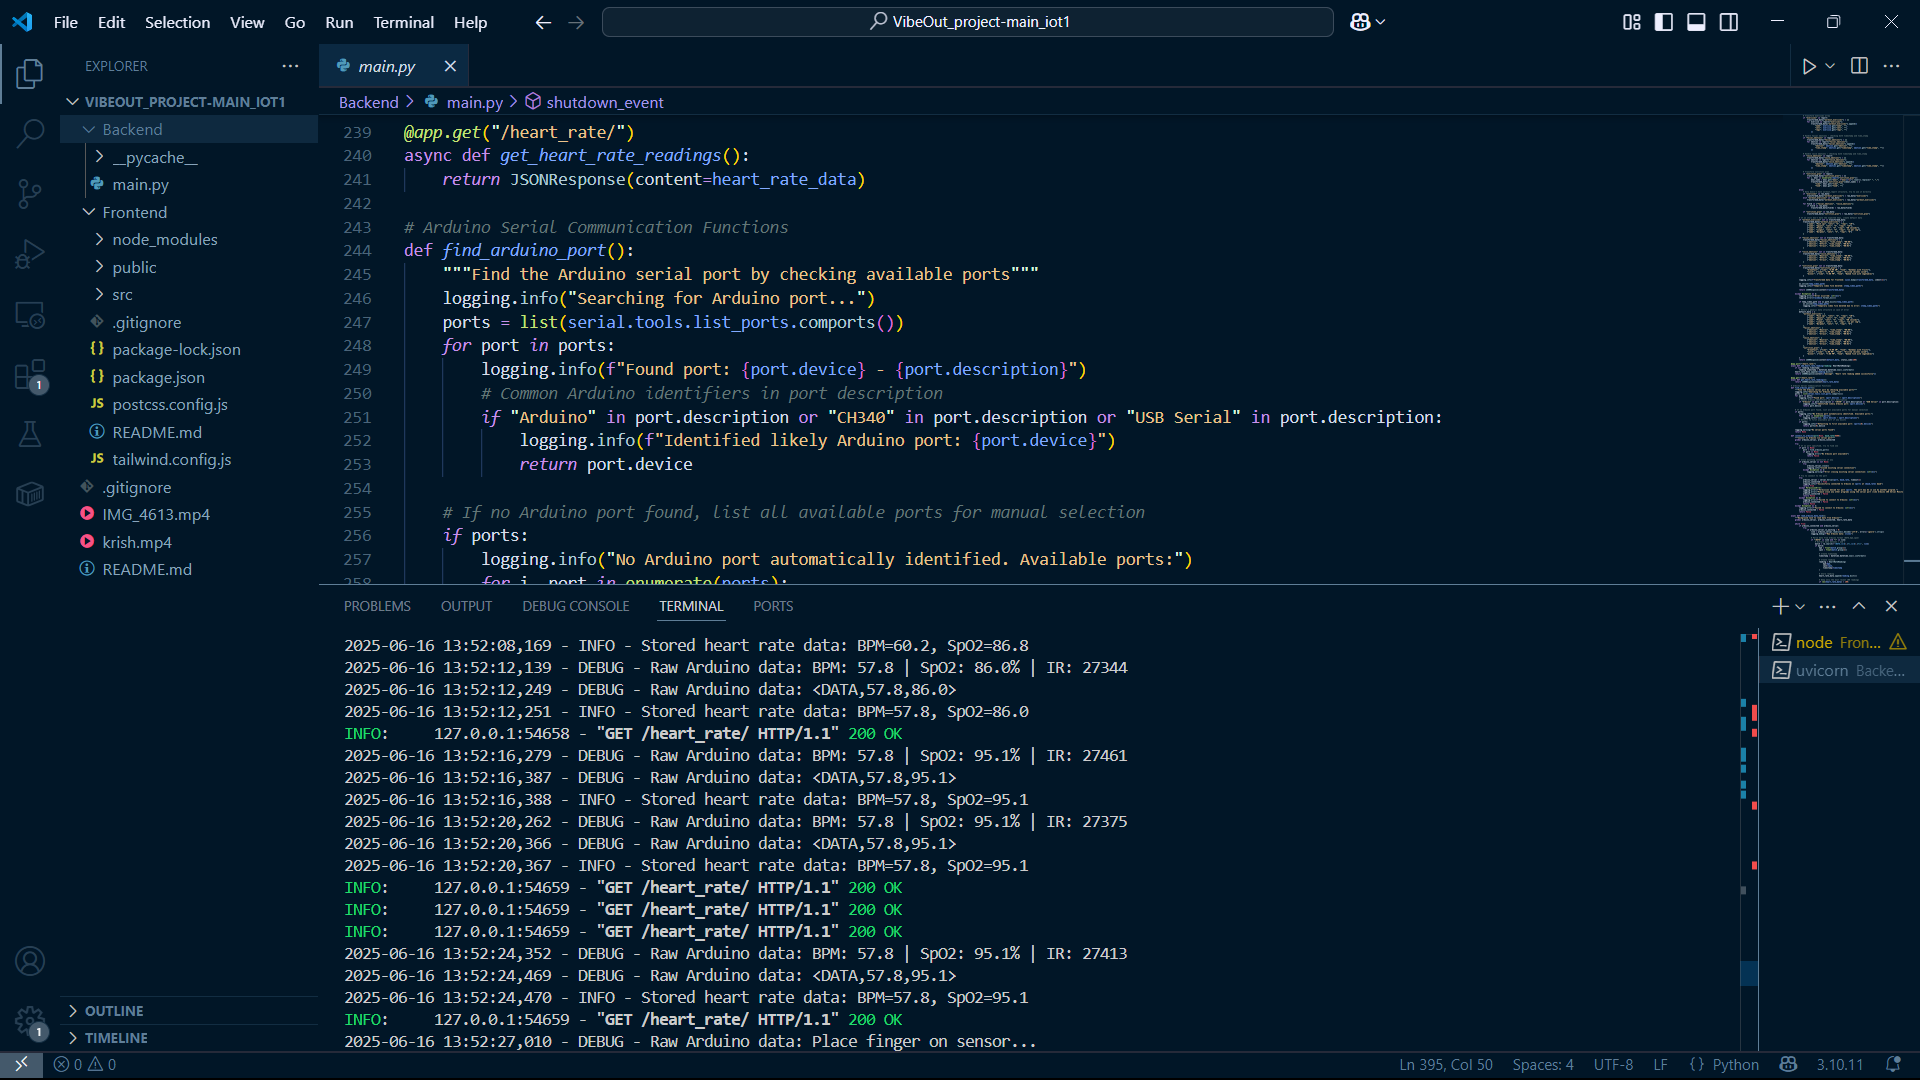 File Edit Selection View Go Run Terminal Help
VibeOut_project-main_iot1
EXPLORER
VIBEOUT_PROJECT-MAIN_IOT1
Backend
__pycache__
main.py
Frontend
node_modules
public
src
.gitignore
package-lock.json
package.json
JS postcss.config.js
README.md
JS tailwind.config.js
.gitignore
IMG_4613.mp4
krish.mp4
README.md
OUTLINE
TIMELINE
1
1
main.py
Backend > main.py > shutdown_event
239 @app.get("/heart_rate/")
240 async def get_heart_rate_readings():
241 return JSONResponse(content=heart_rate_data)
242
243 # Arduino Serial Communication Functions
244 def find_arduino_port():
245 """Find the Arduino serial port by checking available ports"""
246 logging.info("Searching for Arduino port...")
247 ports = list(serial.tools.list_ports.comports())
248 for port in ports:
249 logging.info(f"Found port: {port.device} - {port.description}")
250 # Common Arduino identifiers in port description
251 if "Arduino" in port.description or "CH340" in port.description or "USB Serial" in port.description:
252 logging.info(f"Identified likely Arduino port: {port.device}")
253 return port.device
254
255 # If no Arduino port found, list all available ports for manual selection
256 if ports:
257 logging.info("No Arduino port automatically identified. Available ports:")
258 for i, port in enumerate(ports):
PROBLEMS OUTPUT DEBUG CONSOLE TERMINAL PORTS
2025-06-16 13:52:08,169 - INFO - Stored heart rate data: BPM=60.2, SpO2=86.8
2025-06-16 13:52:12,139 - DEBUG - Raw Arduino data: BPM: 57.8 | SpO2: 86.0% | IR: 27344
2025-06-16 13:52:12,249 - DEBUG - Raw Arduino data: <DATA,57.8,86.0>
2025-06-16 13:52:12,251 - INFO - Stored heart rate data: BPM=57.8, SpO2=86.0
INFO: 127.0.0.1:54658 - "GET /heart_rate/ HTTP/1.1" 200 OK
2025-06-16 13:52:16,279 - DEBUG - Raw Arduino data: BPM: 57.8 | SpO2: 95.1% | IR: 27461
2025-06-16 13:52:16,387 - DEBUG - Raw Arduino data: <DATA,57.8,95.1>
2025-06-16 13:52:16,388 - INFO - Stored heart rate data: BPM=57.8, SpO2=95.1
2025-06-16 13:52:20,262 - DEBUG - Raw Arduino data: BPM: 57.8 | SpO2: 95.1% | IR: 27375
2025-06-16 13:52:20,366 - DEBUG - Raw Arduino data: <DATA,57.8,95.1>
2025-06-16 13:52:20,367 - INFO - Stored heart rate data: BPM=57.8, SpO2=95.1
INFO: 127.0.0.1:54659 - "GET /heart_rate/ HTTP/1.1" 200 OK
INFO: 127.0.0.1:54659 - "GET /heart_rate/ HTTP/1.1" 200 OK
INFO: 127.0.0.1:54659 - "GET /heart_rate/ HTTP/1.1" 200 OK
2025-06-16 13:52:24,352 - DEBUG - Raw Arduino data: BPM: 57.8 | SpO2: 95.1% | IR: 27413
2025-06-16 13:52:24,469 - DEBUG - Raw Arduino data: <DATA,57.8,95.1>
2025-06-16 13:52:24,470 - INFO - Stored heart rate data: BPM=57.8, SpO2=95.1
INFO: 127.0.0.1:54659 - "GET /heart_rate/ HTTP/1.1" 200 OK
2025-06-16 13:52:27,010 - DEBUG - Raw Arduino data: Place finger on sensor...
node Fron...
uvicorn Backe...
0 0
Ln 395, Col 50 Spaces: 4 UTF-8 LF {} Python 3.10.11